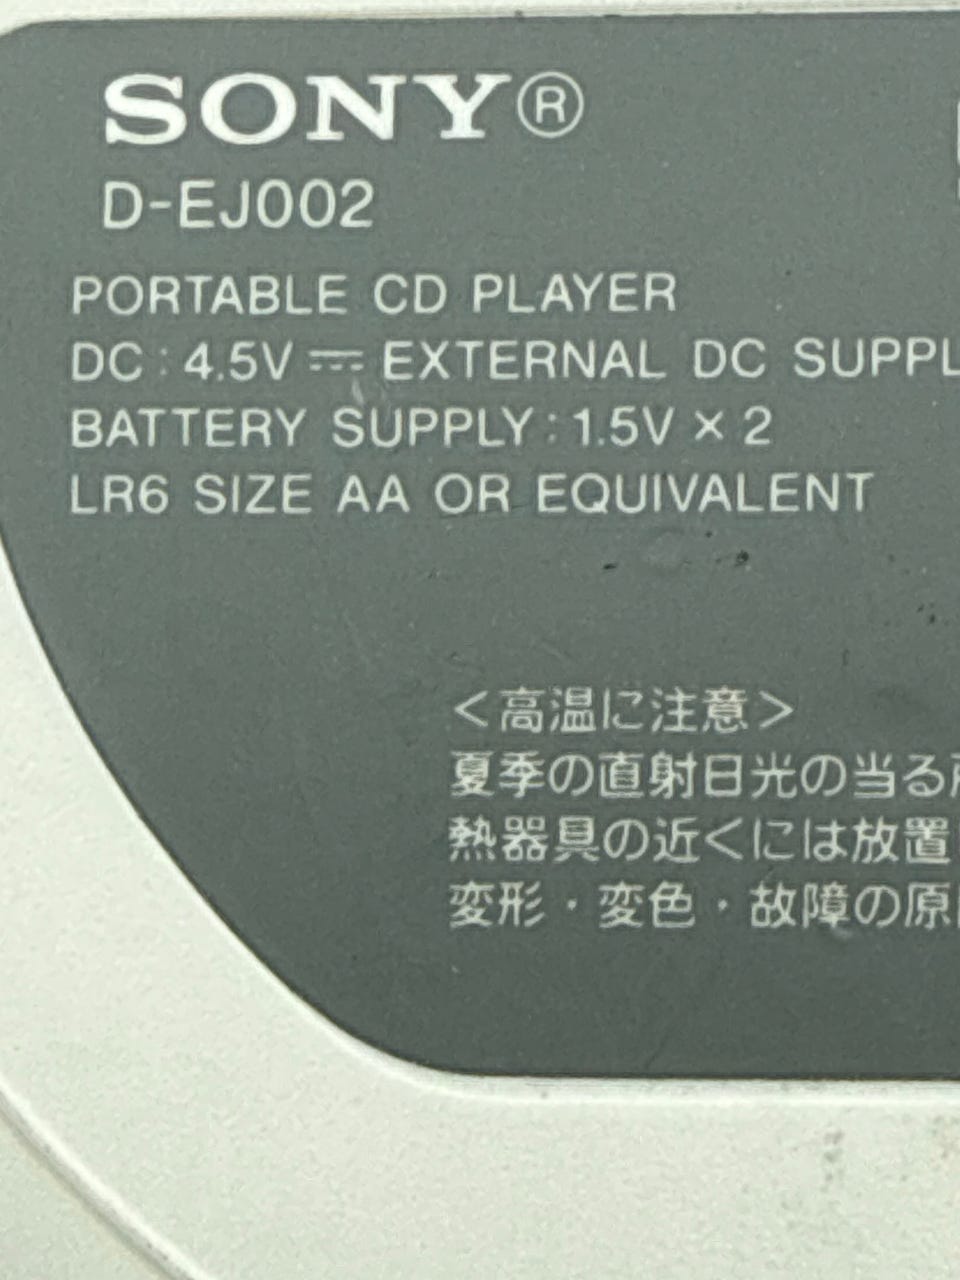 SONY®
D-EJ002
PORTABLE CD PLAYER
DC : 4.5V ⎓ EXTERNAL DC SUPPL
BATTERY SUPPLY : 1.5V × 2
LR6 SIZE AA OR EQUIVALENT
<高温に注意>
夏季の直射日光の当る
熱器具の近くには放置
変形・変色・故障の原